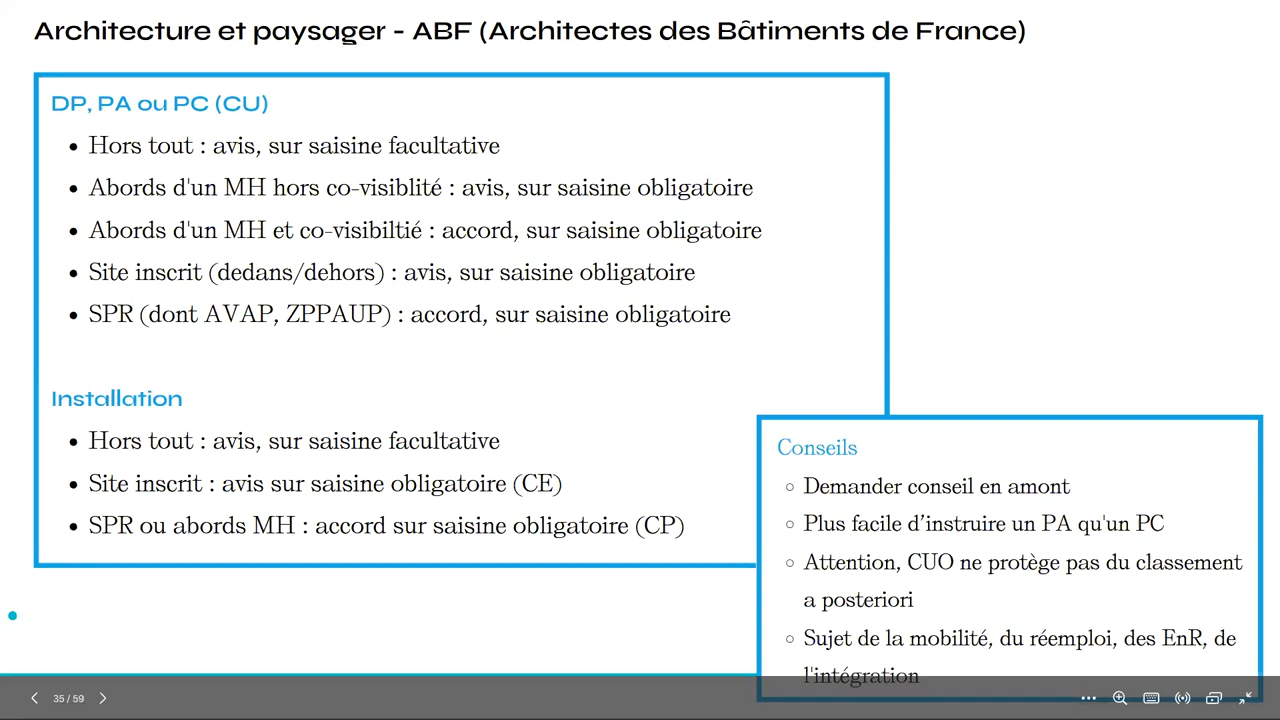 Architecture et paysager - ABF (Architectes des Bâtiments de France)
DP, PA ou PC (CU)
Hors tout : avis, sur saisine facultative
Abords d'un MH hors co-visiblité : avis, sur saisine obligatoire
Abords d'un MH et co-visibiltié : accord, sur saisine obligatoire
Site inscrit (dedans/dehors) : avis, sur saisine obligatoire
SPR (dont AVAP, ZPPAUP) : accord, sur saisine obligatoire
Installation
Hors tout : avis, sur saisine facultative
Site inscrit : avis sur saisine obligatoire (CE)
SPR ou abords MH : accord sur saisine obligatoire (CP)
Conseils
Demander conseil en amont
Plus facile d’instruire un PA qu'un PC
Attention, CUO ne protège pas du classement
a posteriori
Sujet de la mobilité, du réemploi, des EnR, de
l'intégration
35 / 59